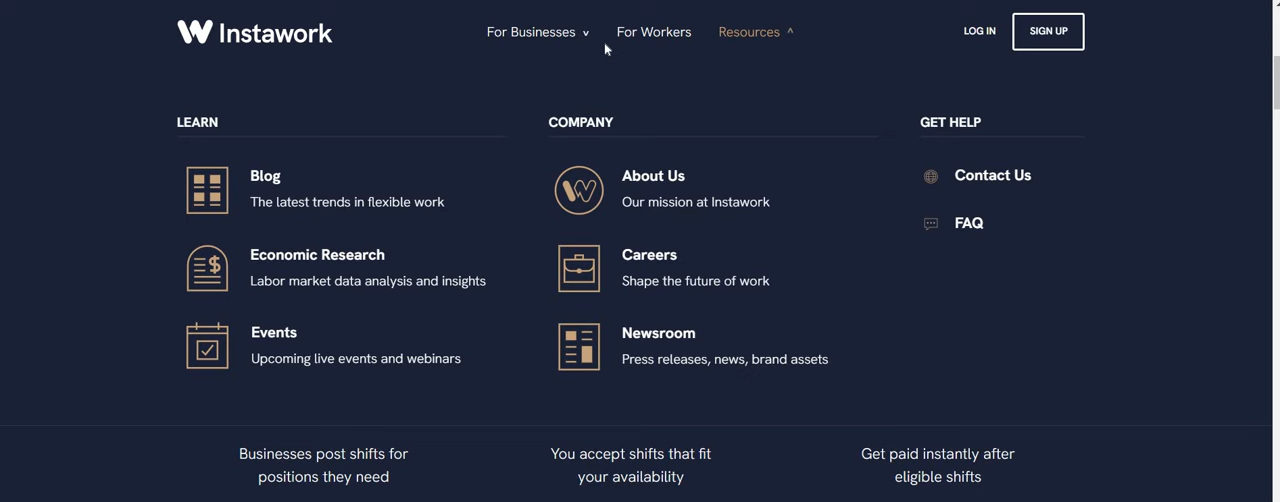 Instawork
For Businesses
For Workers
Resources
LOG IN
SIGN UP
LEARN
COMPANY
GET HELP
Blog
The latest trends in flexible work
Economic Research
Labor market data analysis and insights
Events
Upcoming live events and webinars
About Us
Our mission at Instawork
Careers
Shape the future of work
Newsroom
Press releases, news, brand assets
Contact Us
FAQ
Businesses post shifts for
positions they need
You accept shifts that fit
your availability
Get paid instantly after
eligible shifts